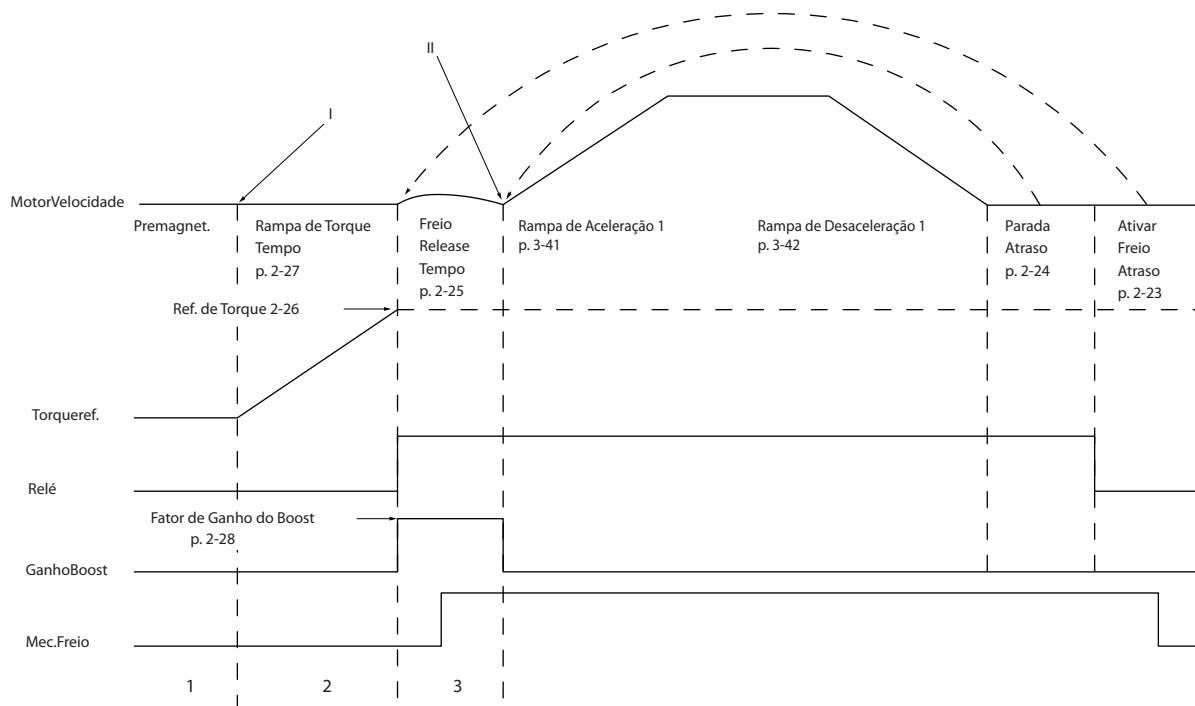 I
II
MotorVelocidade
Premagnet.
Rampa de Torque
Tempo
p. 2-27
Freio
Release
Tempo
p. 2-25
Rampa de Aceleração 1
p. 3-41
Rampa de Desaceleração 1
p. 3-42
Parada
Atraso
p. 2-24
Ativar
Freio
Atraso
p. 2-23
Ref. de Torque 2-26
Torqueref.
Relé
Fator de Ganho do Boost
p. 2-28
GanhoBoost
Mec.Freio
1
2
3